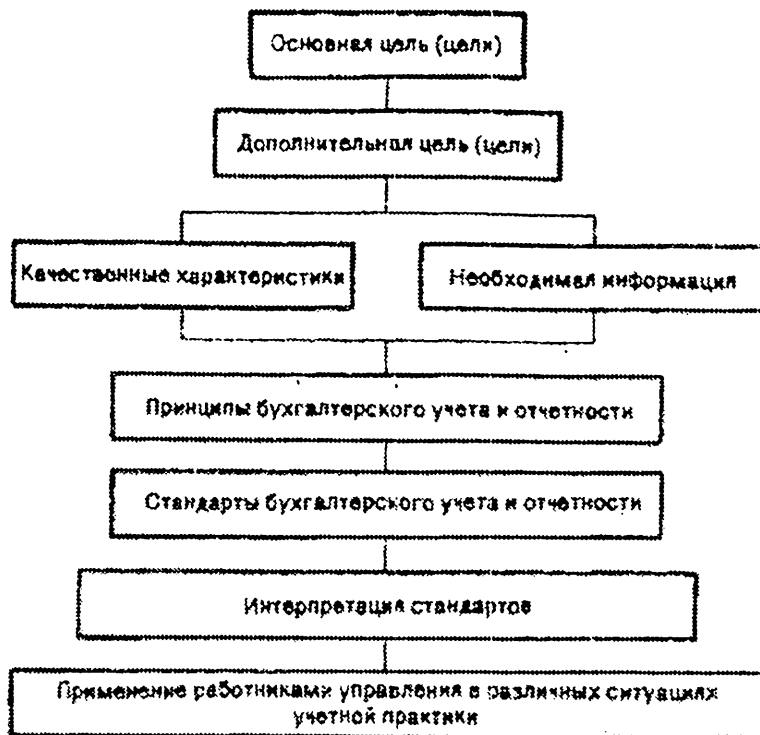 Основная цель (цели)
Дополнительная цель (цели)
Качественные характеристики
Необходимая информация
Принципы бухгалтерского учета и отчетности
Стандарты бухгалтерского учета и отчетности
Интерпретация стандартов
Применение работниками управления в различных ситуациях
учетной практики